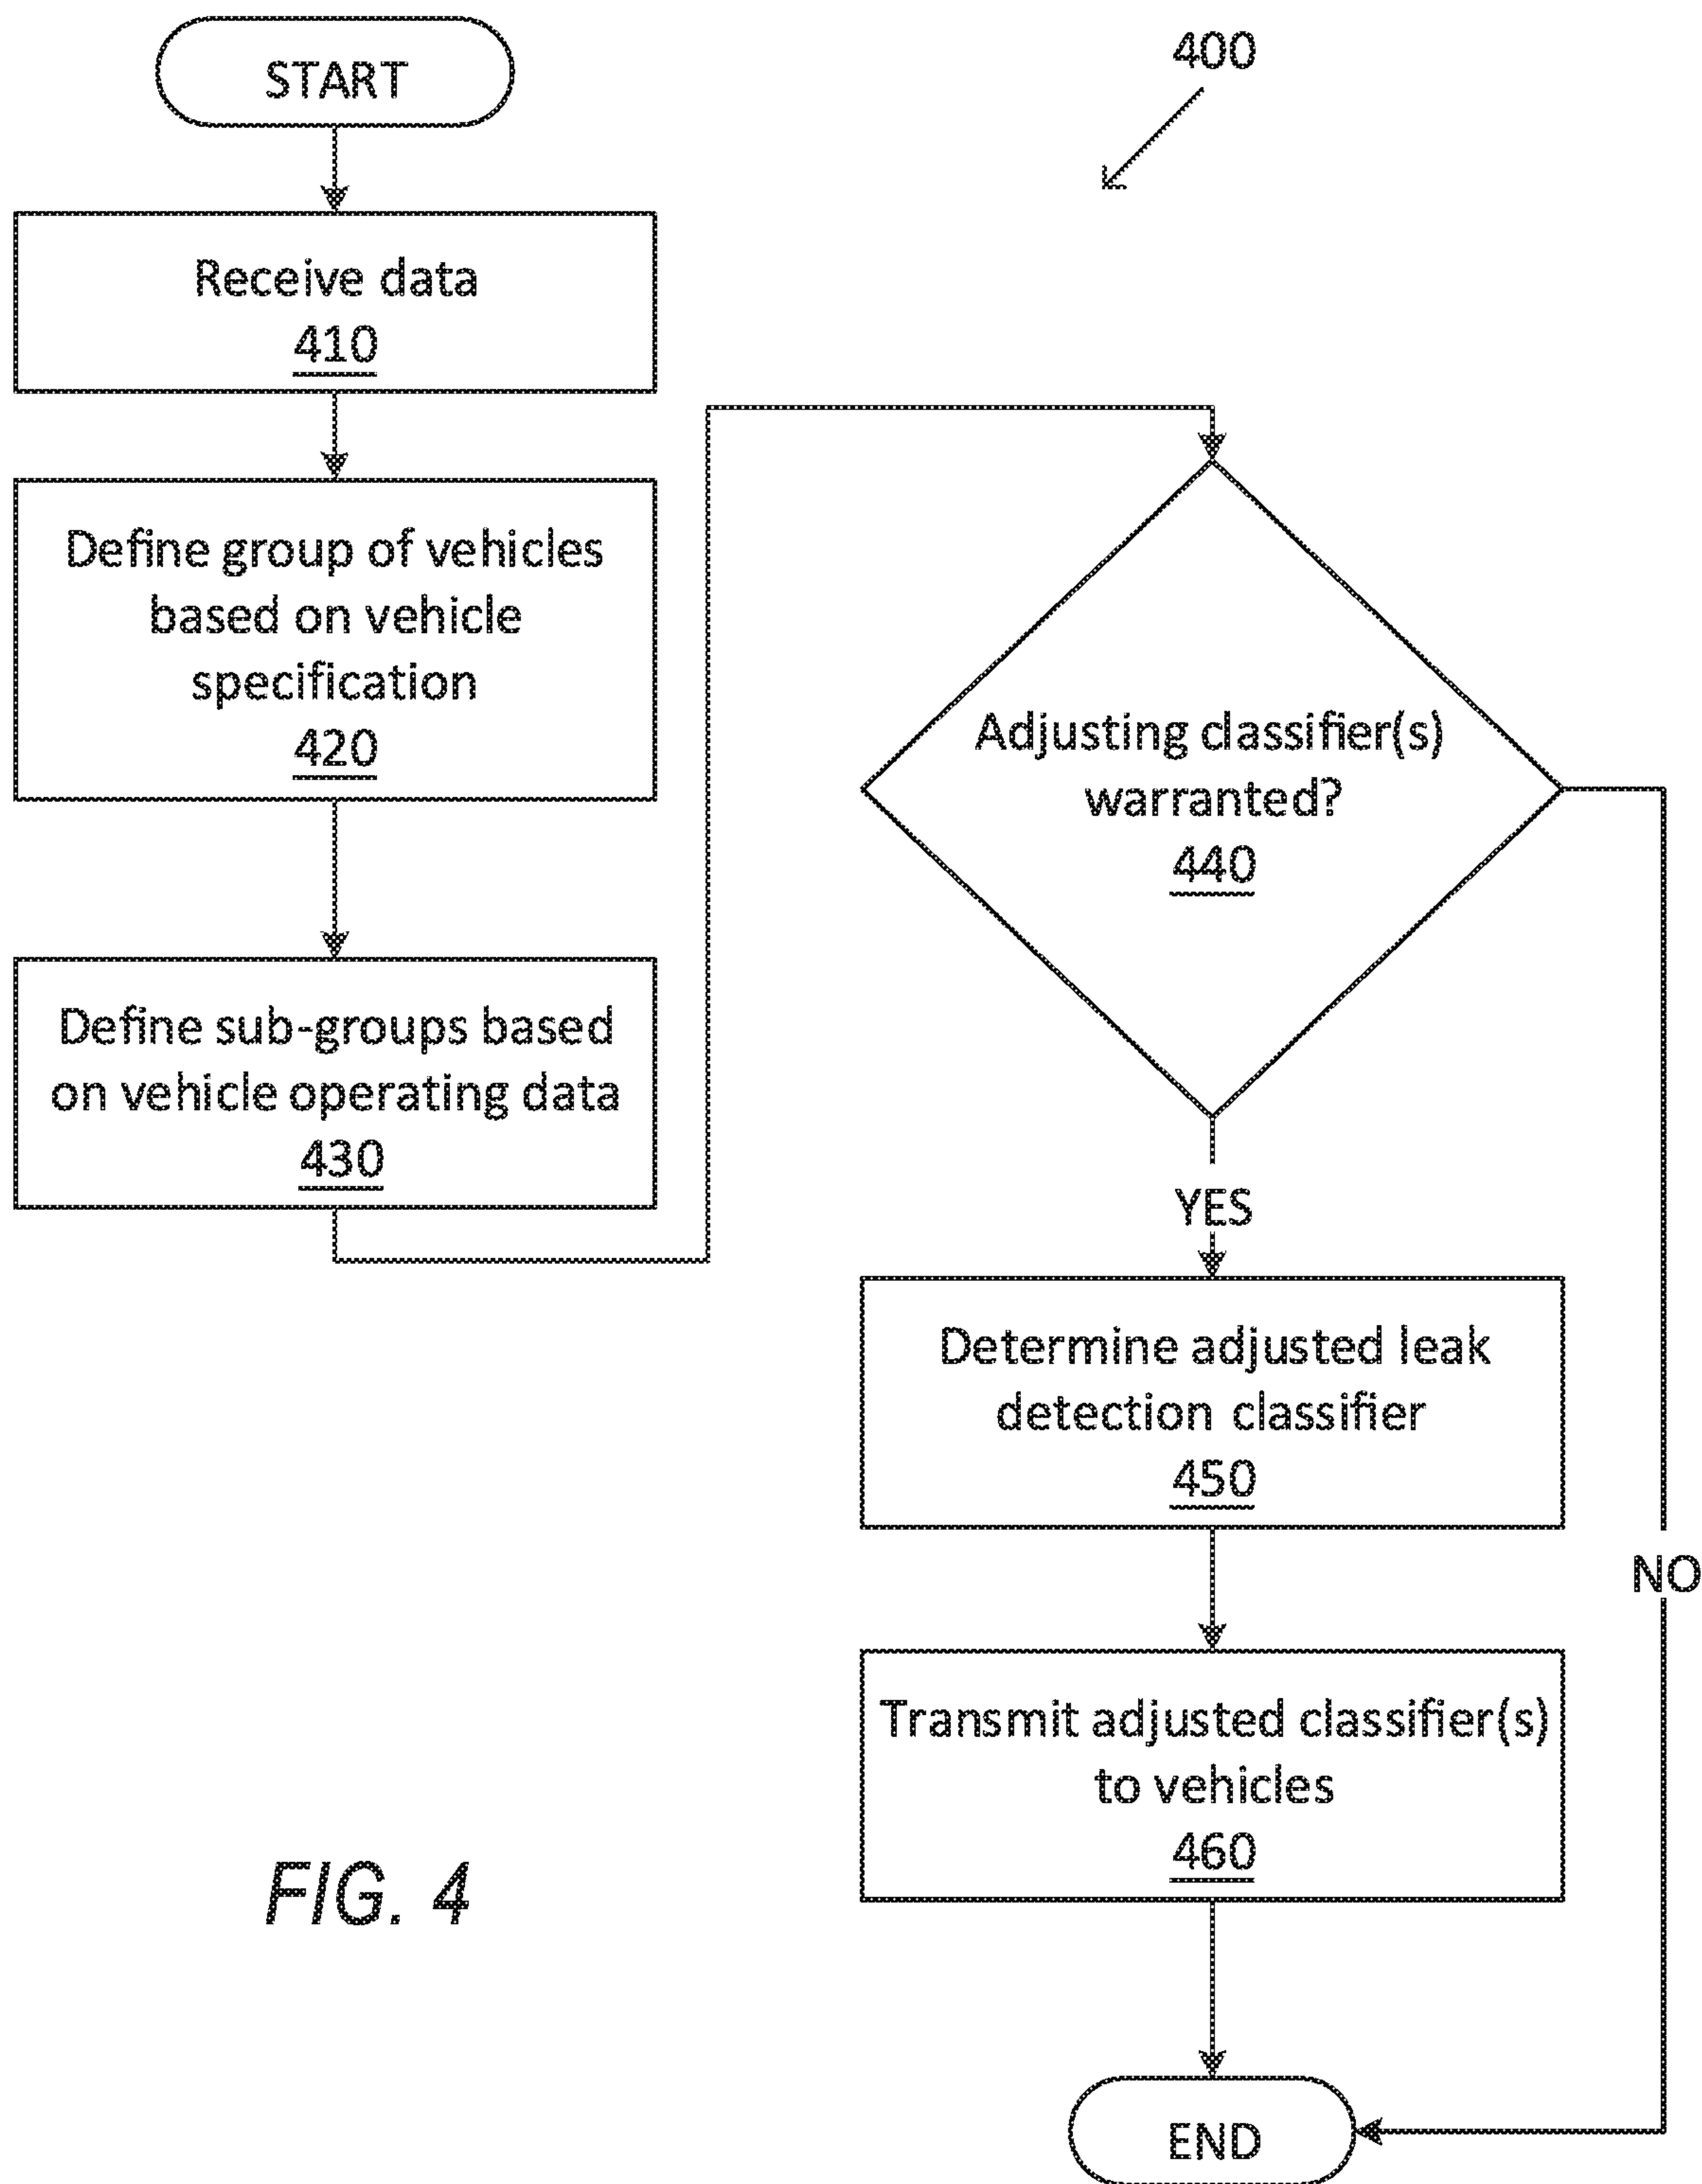 START
400
Receive data
410
Define group of vehicles
based on vehicle
specification
420
Define sub-groups based
on vehicle operating data
430
Adjusting classifier(s)
warranted?
440
YES
NO
Determine adjusted leak
detection classifier
450
Transmit adjusted classifier(s)
to vehicles
460
END
FIG. 4